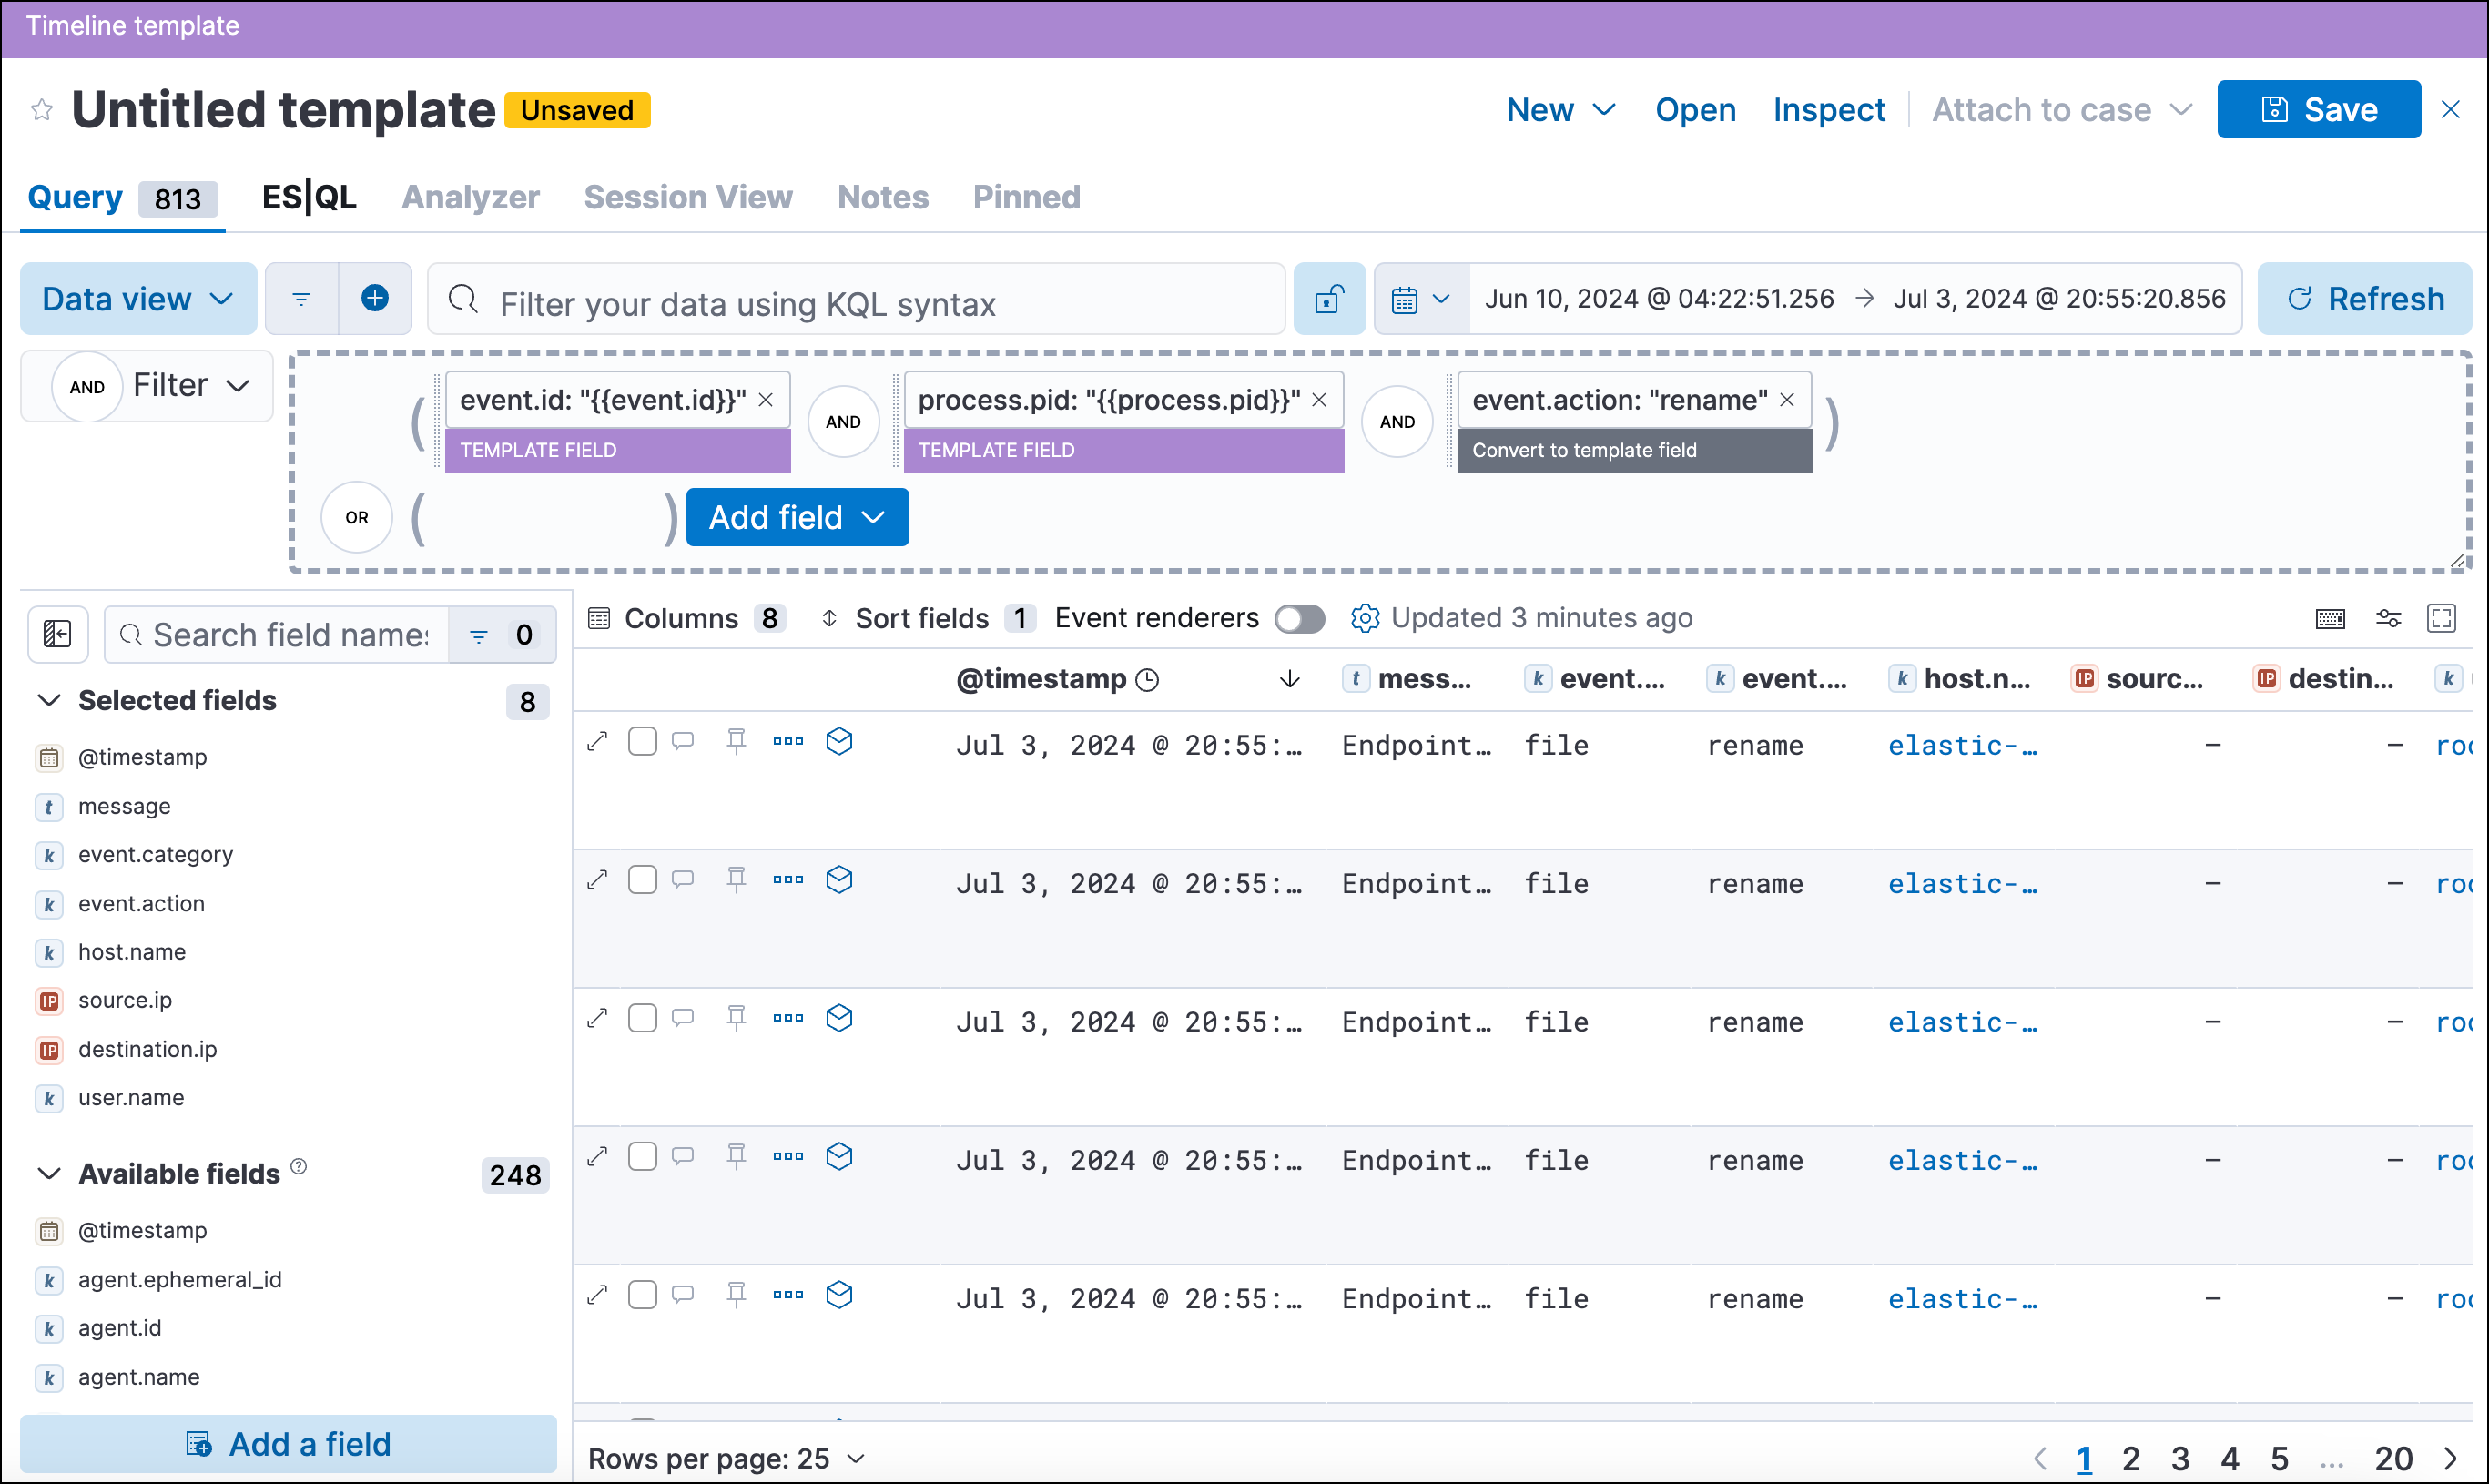 Timeline template
Untitled template Unsaved New Open Inspect Attach to case Save
Query 813 ES|QL Analyzer Session View Notes Pinned
Data view Filter your data using KQL syntax Jun 10, 2024 @ 04:22:51.256 → Jul 3, 2024 @ 20:55:20.856 Refresh
AND Filter ( event.id: "{{event.id}}" AND process.pid: "{{process.pid}}" AND event.action: "rename" )
TEMPLATE FIELD TEMPLATE FIELD Convert to template field
OR ( ) Add field
Search field names 0 Columns 8 Sort fields 1 Event renderers Updated 3 minutes ago
@timestamp t mess... k event.... k event.... k host.n... IP sourc... IP destin... k
Selected fields 8
@timestamp
t message
k event.category
k event.action
k host.name
IP source.ip
IP destination.ip
k user.name
Available fields ? 248
@timestamp
k agent.ephemeral_id
k agent.id
k agent.name
Add a field
Jul 3, 2024 @ 20:55:… Endpoint… file rename elastic-… — — roo
Jul 3, 2024 @ 20:55:… Endpoint… file rename elastic-… — — roo
Jul 3, 2024 @ 20:55:… Endpoint… file rename elastic-… — — roo
Jul 3, 2024 @ 20:55:… Endpoint… file rename elastic-… — — roo
Jul 3, 2024 @ 20:55:… Endpoint… file rename elastic-… — — roo
Rows per page: 25 1 2 3 4 5 ... 20